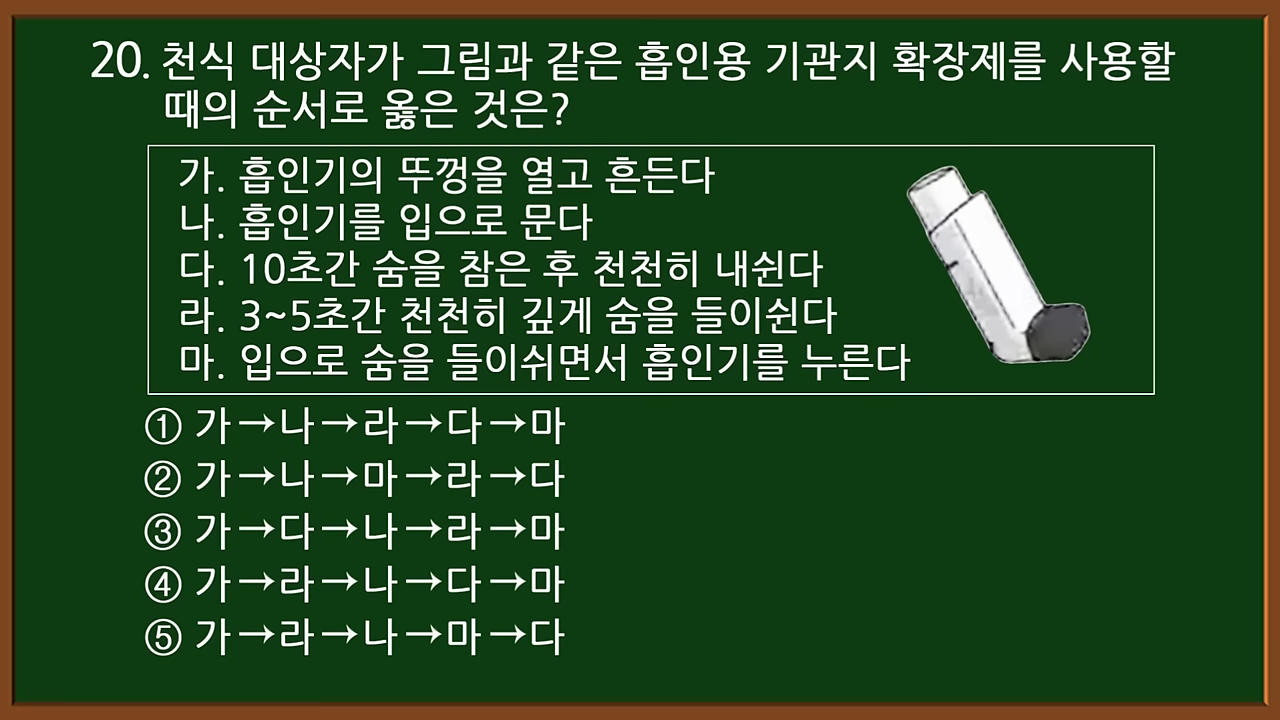 20. 천식 대상자가 그림과 같은 흡인용 기관지 확장제를 사용할
때의 순서로 옳은 것은?
가. 흡인기의 뚜껑을 열고 흔든다
나. 흡인기를 입으로 문다
다. 10초간 숨을 참은 후 천천히 내쉰다
라. 3~5초간 천천히 깊게 숨을 들이쉰다
마. 입으로 숨을 들이쉬면서 흡인기를 누른다
① 가→나→라→다→마
② 가→나→마→라→다
③ 가→다→나→라→마
④ 가→라→나→다→마
⑤ 가→라→나→마→다